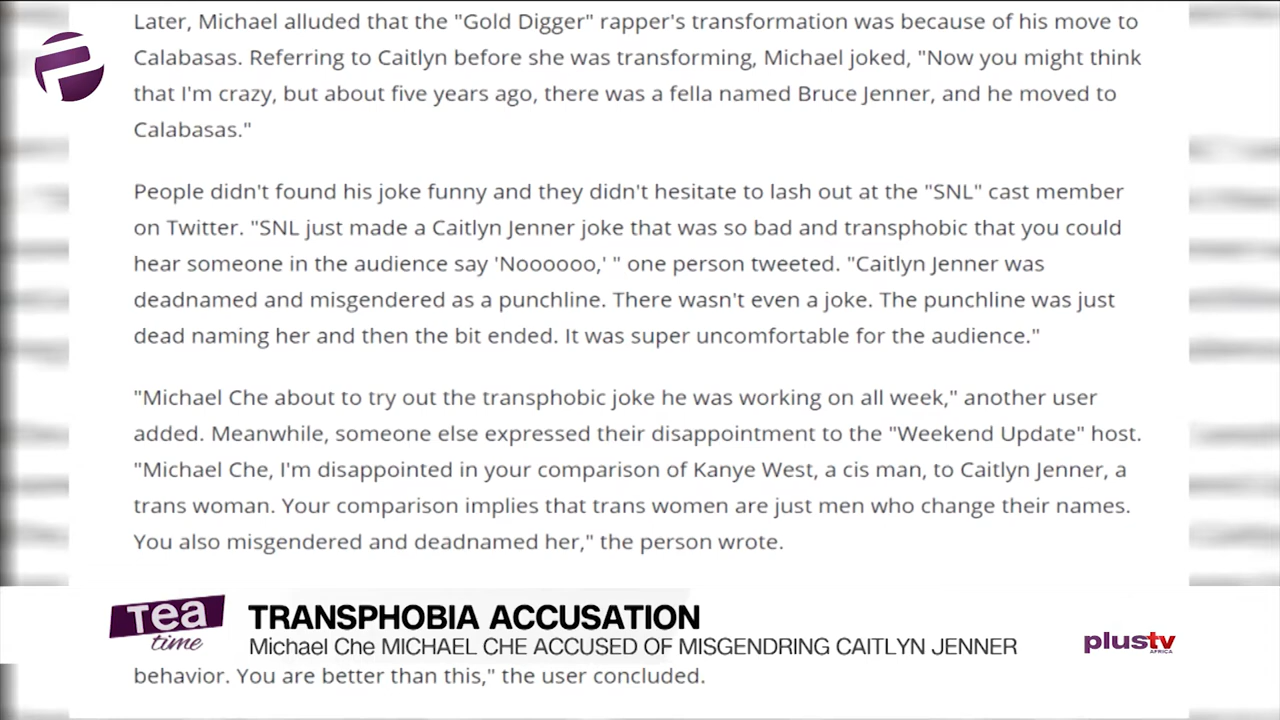 Later, Michael alluded that the "Gold Digger" rapper's transformation was because of his move to
Calabasas. Referring to Caitlyn before she was transforming, Michael joked, "Now you might think
that I'm crazy, but about five years ago, there was a fella named Bruce Jenner, and he moved to
Calabasas."
People didn't found his joke funny and they didn't hesitate to lash out at the "SNL" cast member
on Twitter. "SNL just made a Caitlyn Jenner joke that was so bad and transphobic that you could
hear someone in the audience say 'Noooooo,' " one person tweeted. "Caitlyn Jenner was
deadnamed and misgendered as a punchline. There wasn't even a joke. The punchline was just
dead naming her and then the bit ended. It was super uncomfortable for the audience."
"Michael Che about to try out the transphobic joke he was working on all week," another user
added. Meanwhile, someone else expressed their disappointment to the "Weekend Update" host.
"Michael Che, I'm disappointed in your comparison of Kanye West, a cis man, to Caitlyn Jenner, a
trans woman. Your comparison implies that trans women are just men who change their names.
You also misgendered and deadnamed her," the person wrote.
Tea
time
TRANSPHOBIA ACCUSATION
Michael Che MICHAEL CHE ACCUSED OF MISGENDRING CAITLYN JENNER
plustv
AFRICA
behavior. You are better than this," the user concluded.